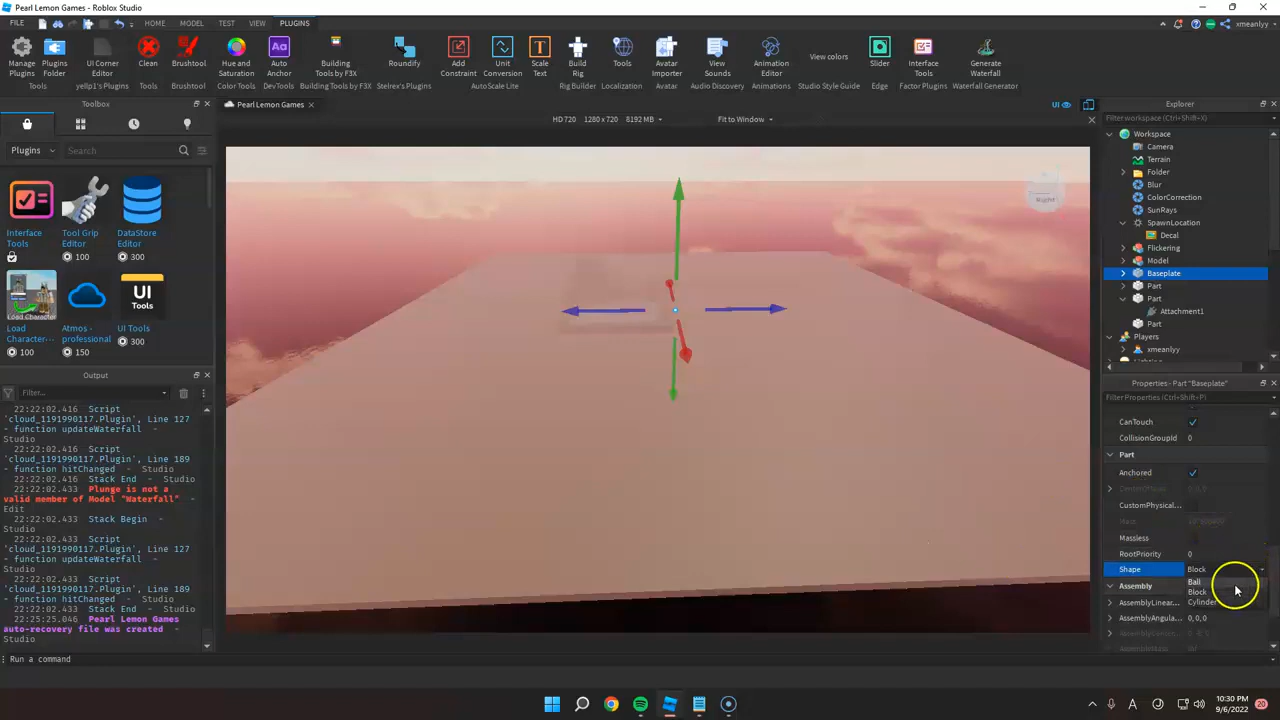 Pearl Lemon Games - Roblox Studio
FILE
HOME
MODEL
TEST
VIEW
PLUGINS
xmeanlyy
Manage Plugins
Plugins Folder
UI Corner Editor
Clean
Brushtool
Hue and Saturation
Auto Anchor
Building Tools by F3X
Roundify
Add Constraint
Unit Conversion
Scale Text
Build Rig
Tools
Avatar Importer
View Sounds
Animation Editor
View colors
Slider
Interface Tools
Generate Waterfall
Tools
yellp1's Plugins
Tools
Brushtool
Color Tools
DevTools
Building Tools by F3X
Stelrex's Plugins
AutoScale Lite
Rig Builder
Localization
Avatar
Audio Discovery
Animations
Studio Style Guide
Edge
Factor Plugins
Waterfall Generator
Toolbox
Plugins
Search
Interface Tools
Tool Grip Editor
100
DataStore Editor
300
Load Character...
100
Atmos - professional
150
UI Tools
300
Pearl Lemon Games
UI
HD 720
1280 x 720
8192 MB
Fit to Window
Output
Filter...
22:22:02.416 Script
'cloud_1191990117.Plugin', Line 127
- function updateWaterfall -
Studio
22:22:02.416 Script
'cloud_1191990117.Plugin', Line 189
- function hitChanged - Studio
22:22:02.416 Stack End - Studio
22:22:02.433 Plunge is not a
valid member of Model "Waterfall" -
Edit
22:22:02.433 Stack Begin -
Studio
22:22:02.433 Script
'cloud_1191990117.Plugin', Line 127
- function updateWaterfall -
Studio
22:22:02.433 Script
'cloud_1191990117.Plugin', Line 189
- function hitChanged - Studio
22:22:02.433 Stack End - Studio
22:25:25.046 Pearl Lemon Games
auto-recovery file was created -
Studio
Run a command
Explorer
Filter workspace (Ctrl+Shift+X)
Workspace
Camera
Terrain
Folder
Blur
ColorCorrection
SunRays
SpawnLocation
Decal
Flickering
Model
Baseplate
Part
Part
Attachment1
Part
Players
xmeanlyy
Properties - Part "Baseplate"
Filter Properties (Ctrl+Shift+P)
CanTouch
CollisionGroupId 0
Part
Anchored
CustomPhysical...
Mass
Massless
RootPriority 0
Shape Block
Ball
Block
Cylinder
Assembly
AssemblyLinear...
AssemblyAngula... 0, 0, 0
10:30 PM
9/6/2022
20